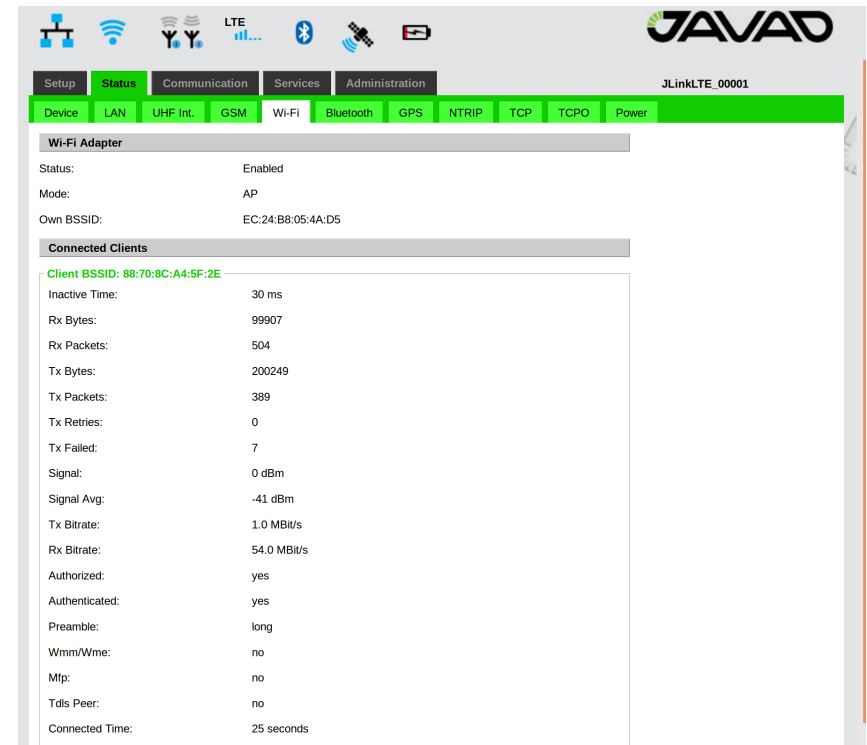 LTE
JAVAD
Setup Status Communication Services Administration JLinkLTE_00001
Device LAN UHF Int. GSM Wi-Fi Bluetooth GPS NTRIP TCP TCPO Power
Wi-Fi Adapter
Status: Enabled
Mode: AP
Own BSSID: EC:24:B8:05:4A:D5
Connected Clients
Client BSSID: 88:70:8C:A4:5F:2E
Inactive Time: 30 ms
Rx Bytes: 99907
Rx Packets: 504
Tx Bytes: 200249
Tx Packets: 389
Tx Retries: 0
Tx Failed: 7
Signal: 0 dBm
Signal Avg: -41 dBm
Tx Bitrate: 1.0 MBit/s
Rx Bitrate: 54.0 MBit/s
Authorized: yes
Authenticated: yes
Preamble: long
Wmm/Wme: no
Mfp: no
Tdls Peer: no
Connected Time: 25 seconds